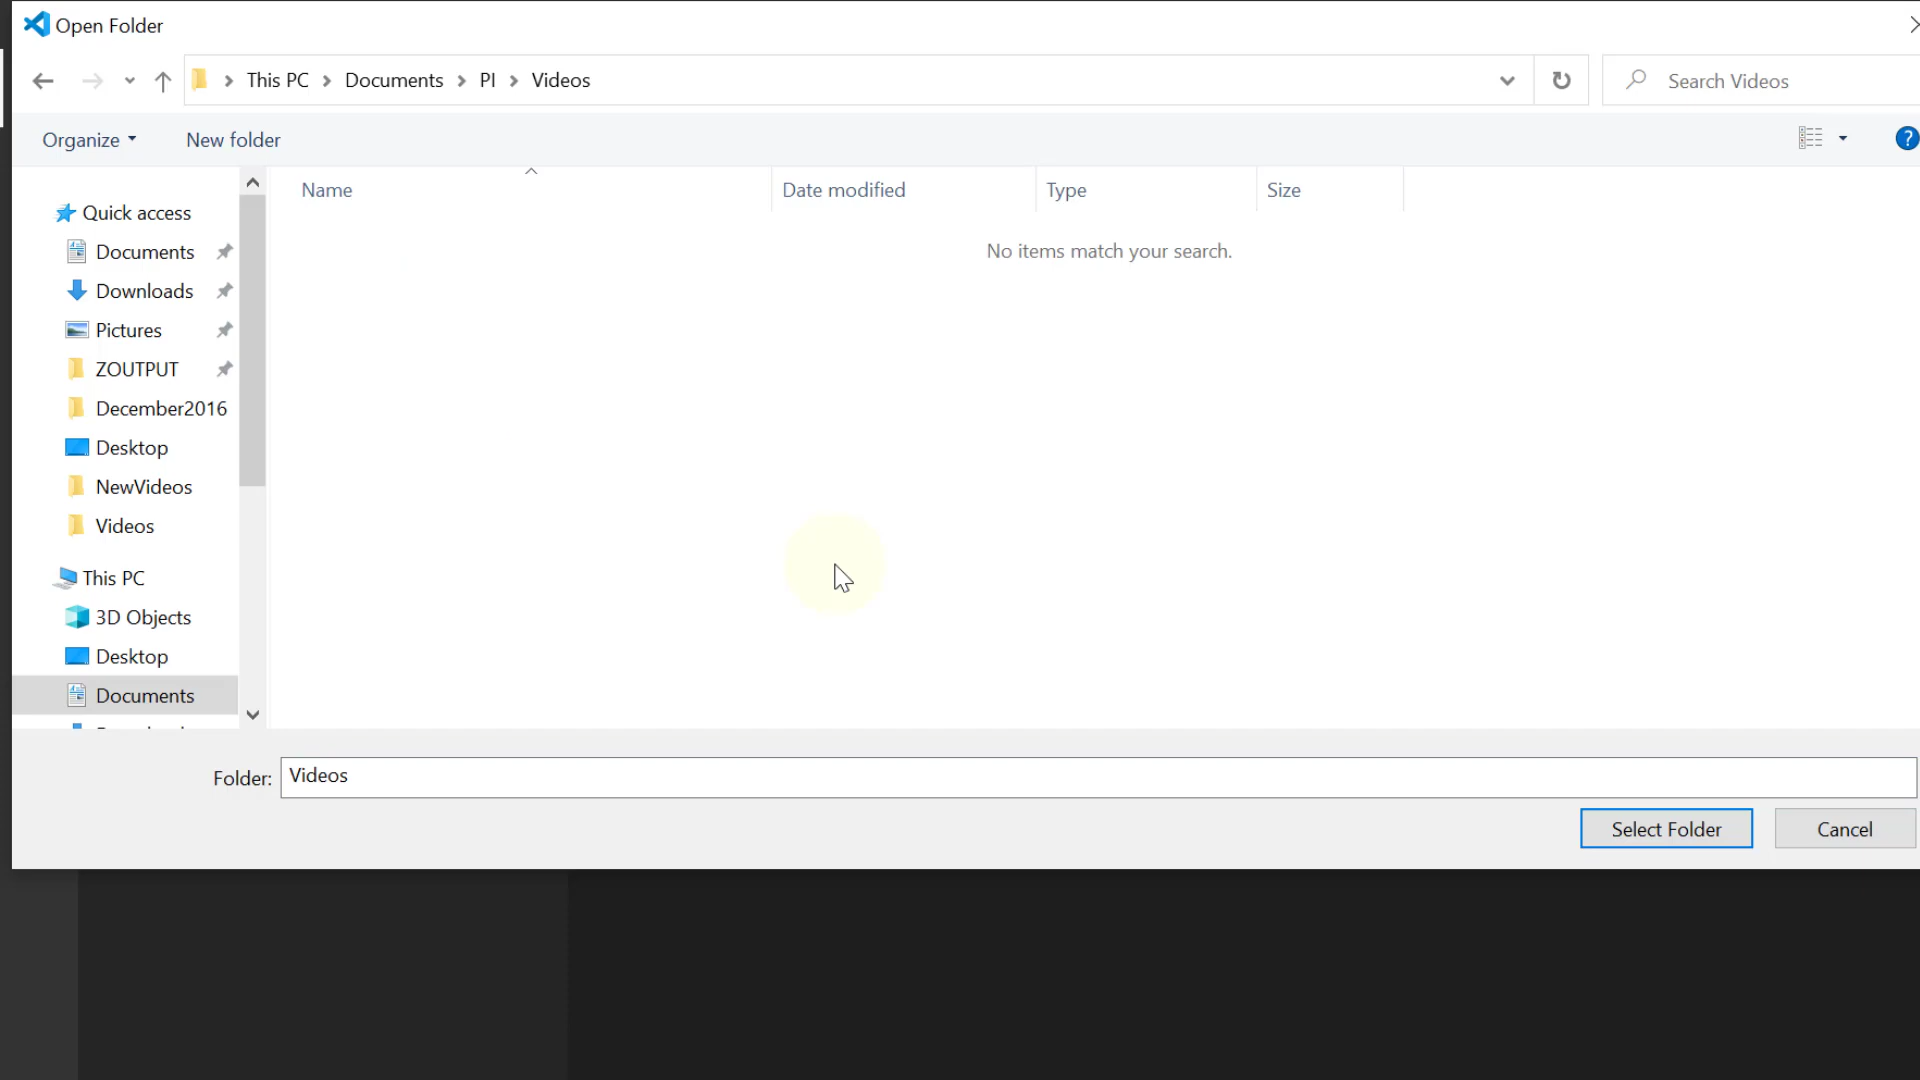 Open Folder
This PC > Documents > PI > Videos
Search Videos
Organize
New folder
?
Name
Date modified
Type
Size
No items match your search.
Quick access
Documents
Downloads
Pictures
ZOUTPUT
December2016
Desktop
NewVideos
Videos
This PC
3D Objects
Desktop
Documents
Folder: Videos
Select Folder
Cancel